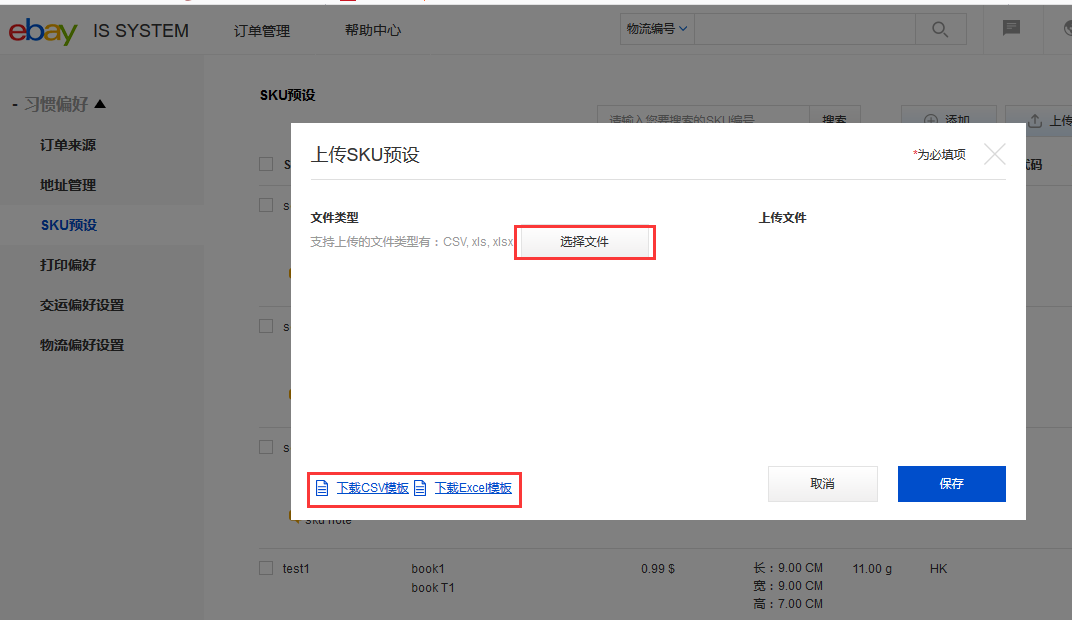 ebay IS SYSTEM 订单管理 帮助中心 物流编号
- 习惯偏好
订单来源
地址管理
SKU预设
打印偏好
交运偏好设置
物流偏好设置
SKU预设
请输入您要搜索的SKU编号 搜索 添加 上传
上传SKU预设 *为必填项
代码
文件类型 上传文件
支持上传的文件类型有：CSV, xls, xlsx 选择文件
下载CSV模板 下载Excel模板 取消 保存
sku note
test1 book1 0.99 $ 长：9.00 CM 11.00 g HK
book T1 宽：9.00 CM
高：7.00 CM